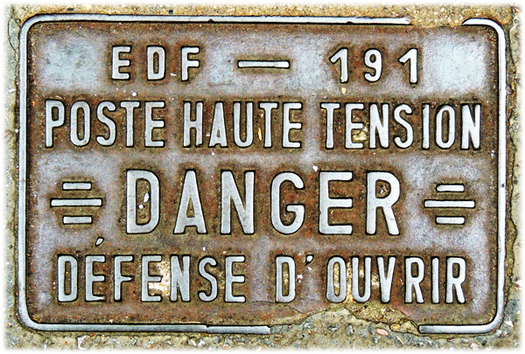 EDF — 191
POSTE HAUTE TENSION
DANGER
DÉFENSE D'OUVRIR